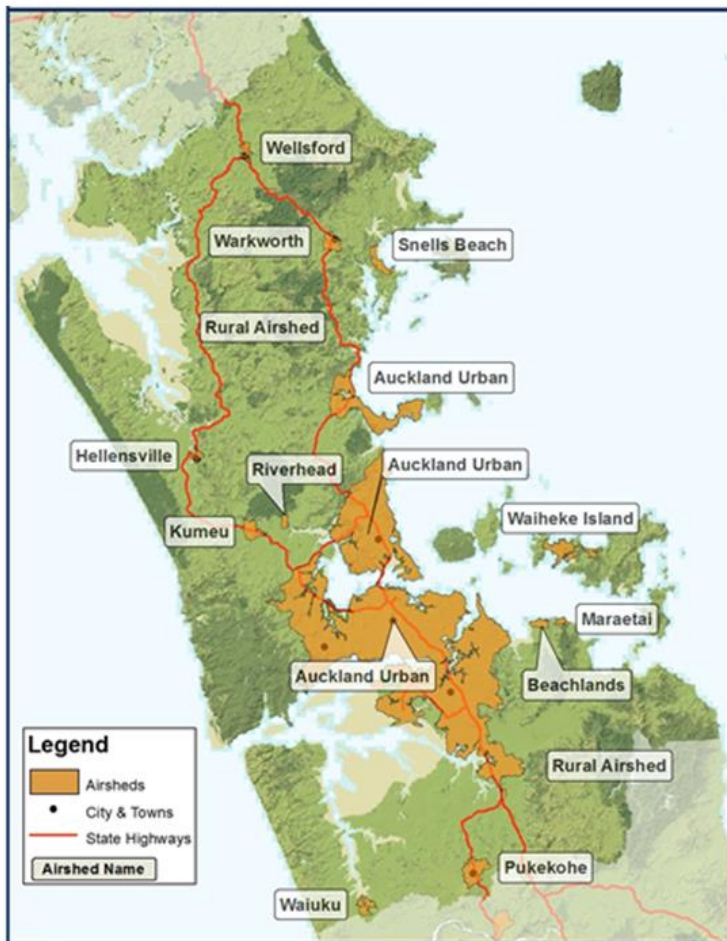 Wellsford
Warkworth
Snells Beach
Rural Airshed
Auckland Urban
Hellensville
Riverhead
Auckland Urban
Kumeu
Waiheke Island
Maraetai
Auckland Urban
Beachlands
Rural Airshed
Legend
Airsheds
City & Towns
State Highways
Airshed Name
Pukekohe
Waiuku